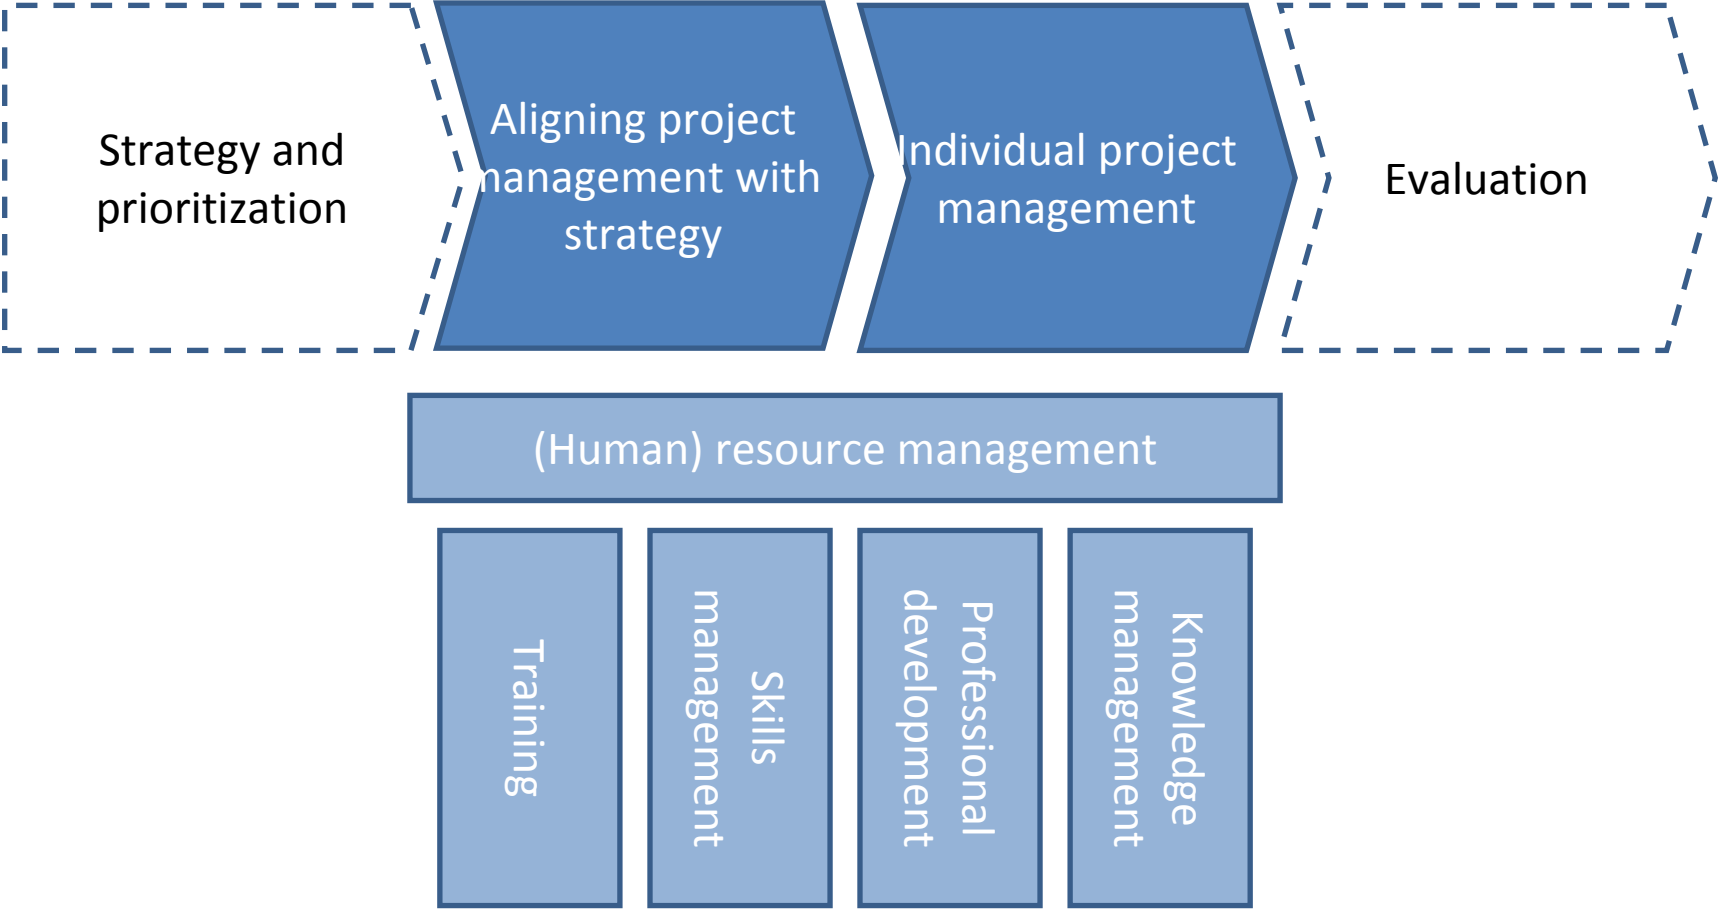 Strategy and
prioritization
Aligning project
management with
strategy
Individual project
management
Evaluation
(Human) resource management
Training
Skills
management
Professional
development
Knowledge
management